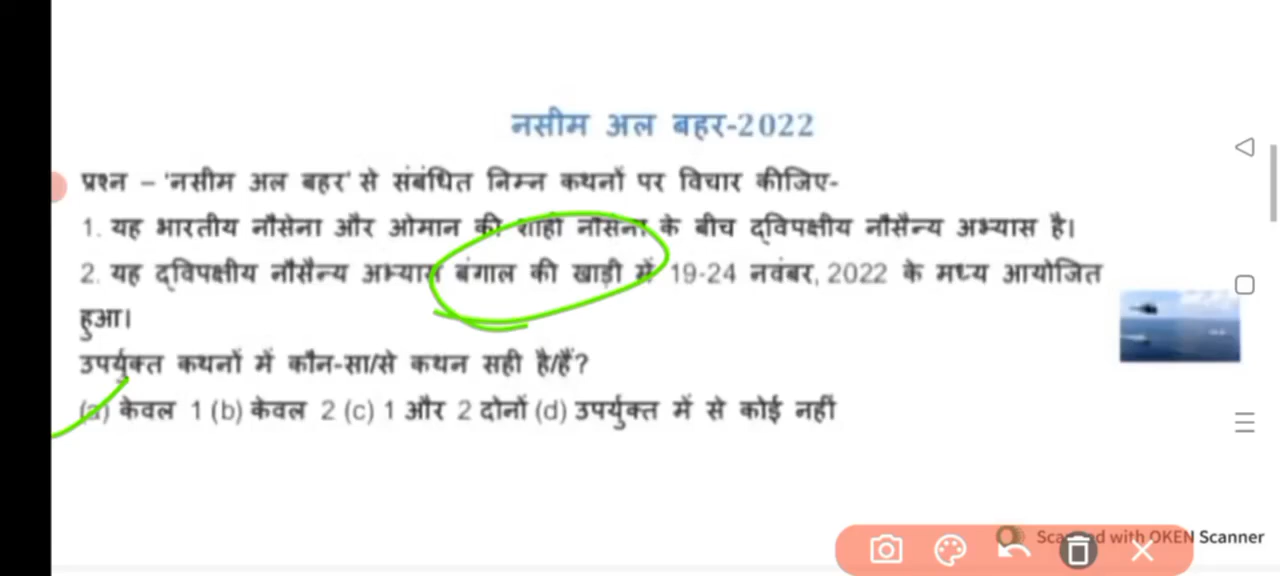 नसीम अल बहर-2022
प्रश्न – 'नसीम अल बहर' से संबंधित निम्न कथनों पर विचार कीजिए-
1. यह भारतीय नौसेना और ओमान की शाही नौसेना के बीच द्विपक्षीय नौसैन्य अभ्यास है।
2. यह द्विपक्षीय नौसैन्य अभ्यास बंगाल की खाड़ी में 19-24 नवंबर, 2022 के मध्य आयोजित
हुआ।
उपर्युक्त कथनों में कौन-सा/से कथन सही है/हैं?
(a) केवल 1 (b) केवल 2 (c) 1 और 2 दोनों (d) उपर्युक्त में से कोई नहीं
Scanned with OKEN Scanner